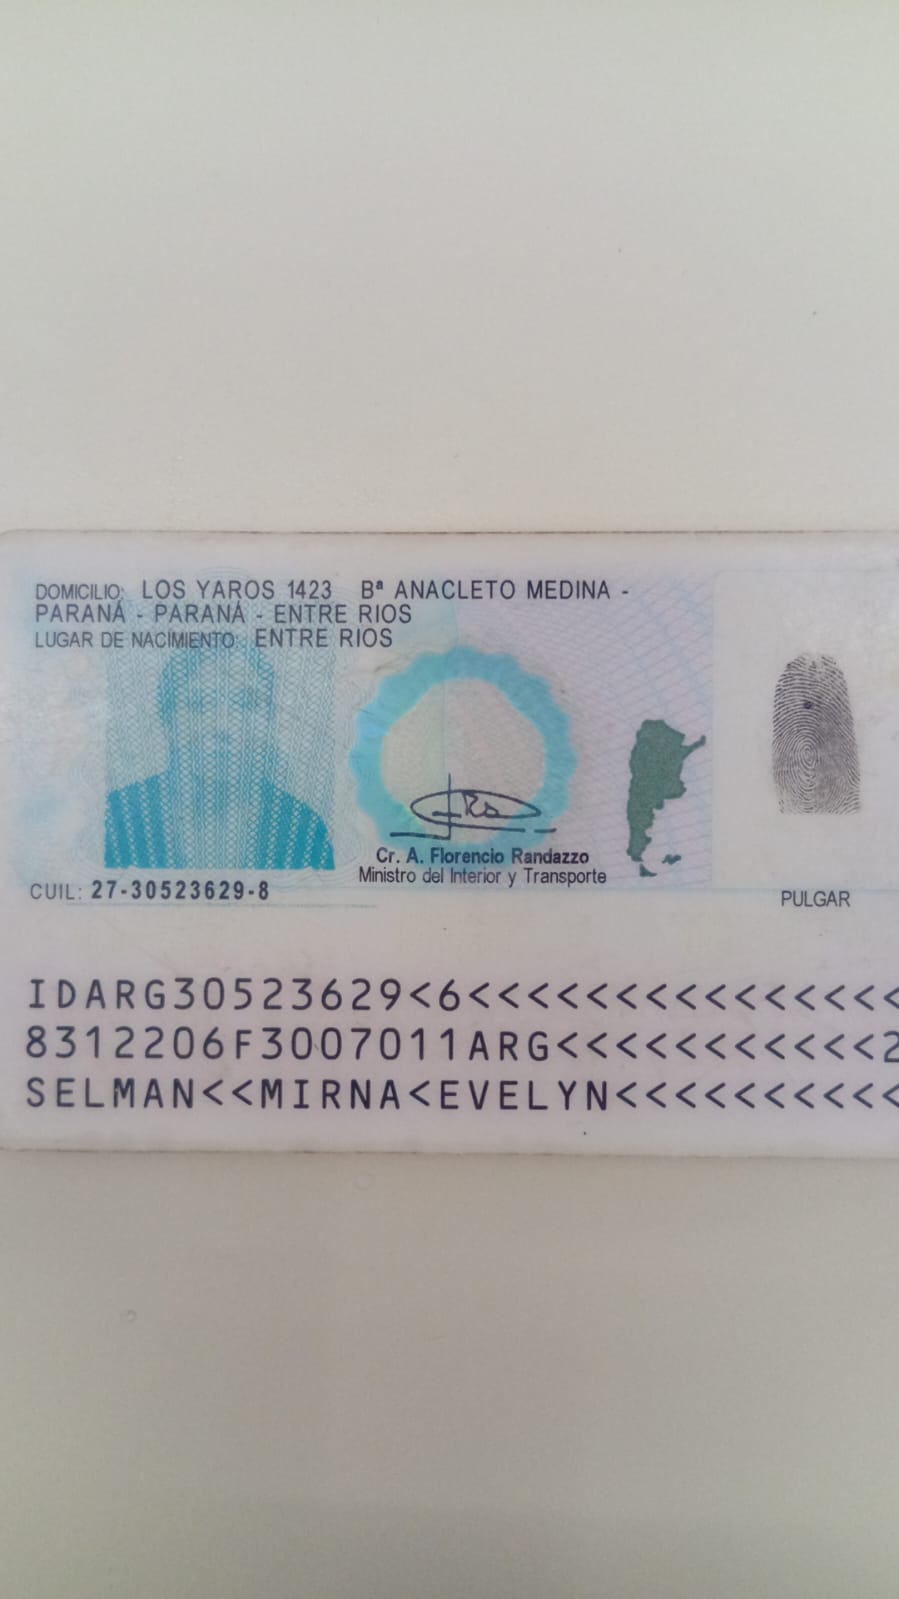 DOMICILIO: LOS YAROS 1423 Bª ANACLETO MEDINA -
PARANÁ - PARANÁ - ENTRE RIOS
LUGAR DE NACIMIENTO: ENTRE RIOS
Cr. A. Florencio Randazzo
Ministro del Interior y Transporte
CUIL: 27-30523629-8
PULGAR
IDARG30523629<6<<<<<<<<<<<<<<<
8312206F3007011ARG<<<<<<<<<<<2
SELMAN<<MIRNA<EVELYN<<<<<<<<<<